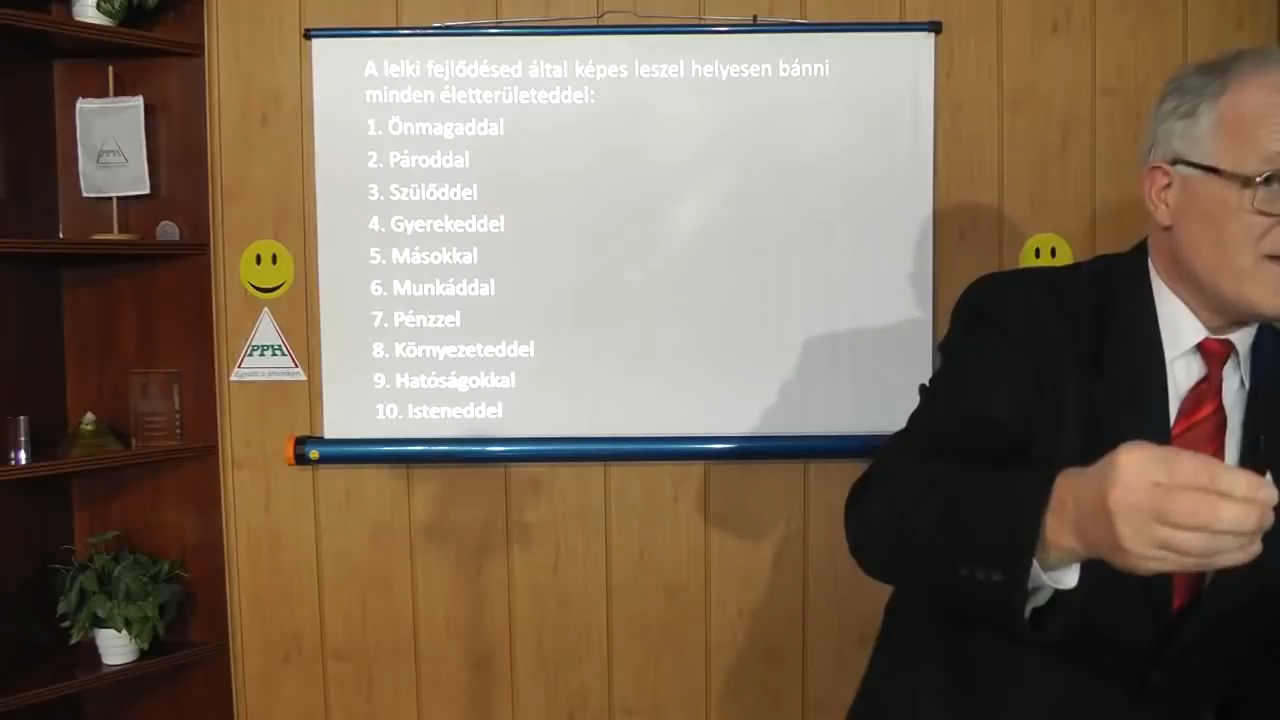 A lelki fejlődésed által képes leszel helyesen bánni
minden életterületeddel:
1. Önmagaddal
2. Pároddal
3. Szülőddel
4. Gyerekeddel
5. Másokkal
6. Munkáddal
7. Pénzzel
8. Környezeteddel
9. Hatóságokkal
10. Isteneddel
PPH